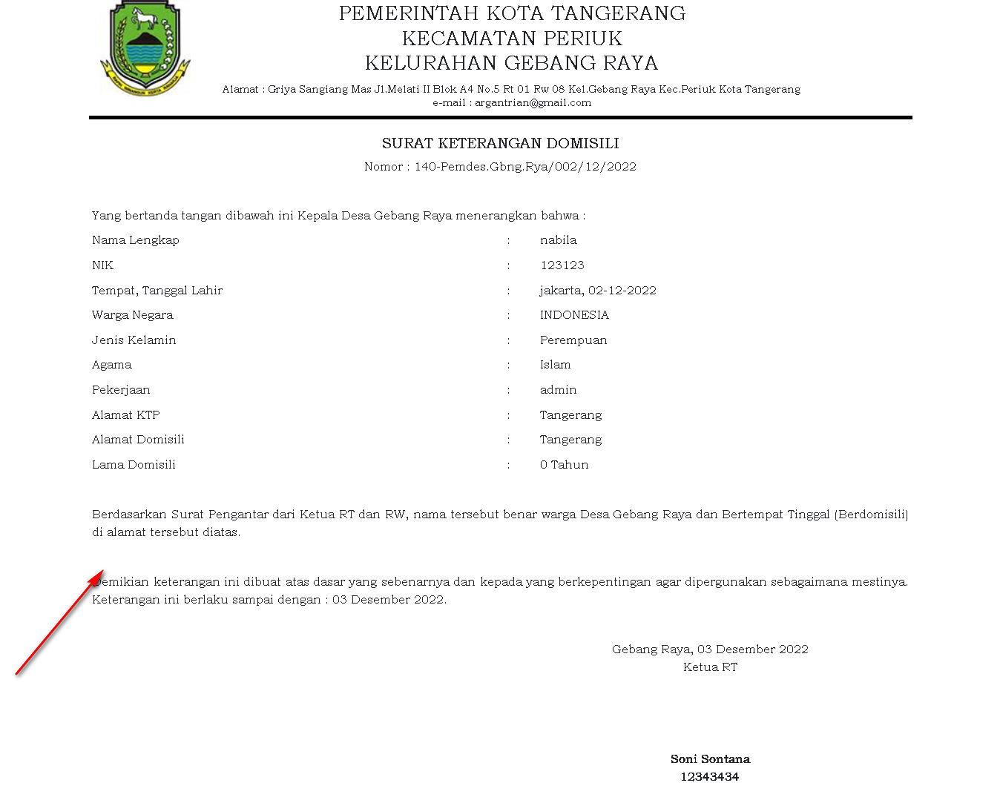 PEMERINTAH KOTA TANGERANG
KECAMATAN PERIUK
KELURAHAN GEBANG RAYA
Alamat : Griya Sangiang Mas Jl.Melati II Blok A4 No.5 Rt 01 Rw 08 Kel.Gebang Raya Kec.Periuk Kota Tangerang
e-mail : argantrian@gmail.com
SURAT KETERANGAN DOMISILI
Nomor : 140-Pemdes.Gbng.Rya/002/12/2022
Yang bertanda tangan dibawah ini Kepala Desa Gebang Raya menerangkan bahwa :
Nama Lengkap : nabila
NIK : 123123
Tempat, Tanggal Lahir : jakarta, 02-12-2022
Warga Negara : INDONESIA
Jenis Kelamin : Perempuan
Agama : Islam
Pekerjaan : admin
Alamat KTP : Tangerang
Alamat Domisili : Tangerang
Lama Domisili : 0 Tahun
Berdasarkan Surat Pengantar dari Ketua RT dan RW, nama tersebut benar warga Desa Gebang Raya dan Bertempat Tinggal (Berdomisili)
di alamat tersebut diatas.
Demikian keterangan ini dibuat atas dasar yang sebenarnya dan kepada yang berkepentingan agar dipergunakan sebagaimana mestinya.
Keterangan ini berlaku sampai dengan : 03 Desember 2022.
Gebang Raya, 03 Desember 2022
Ketua RT
Soni Sontana
12343434